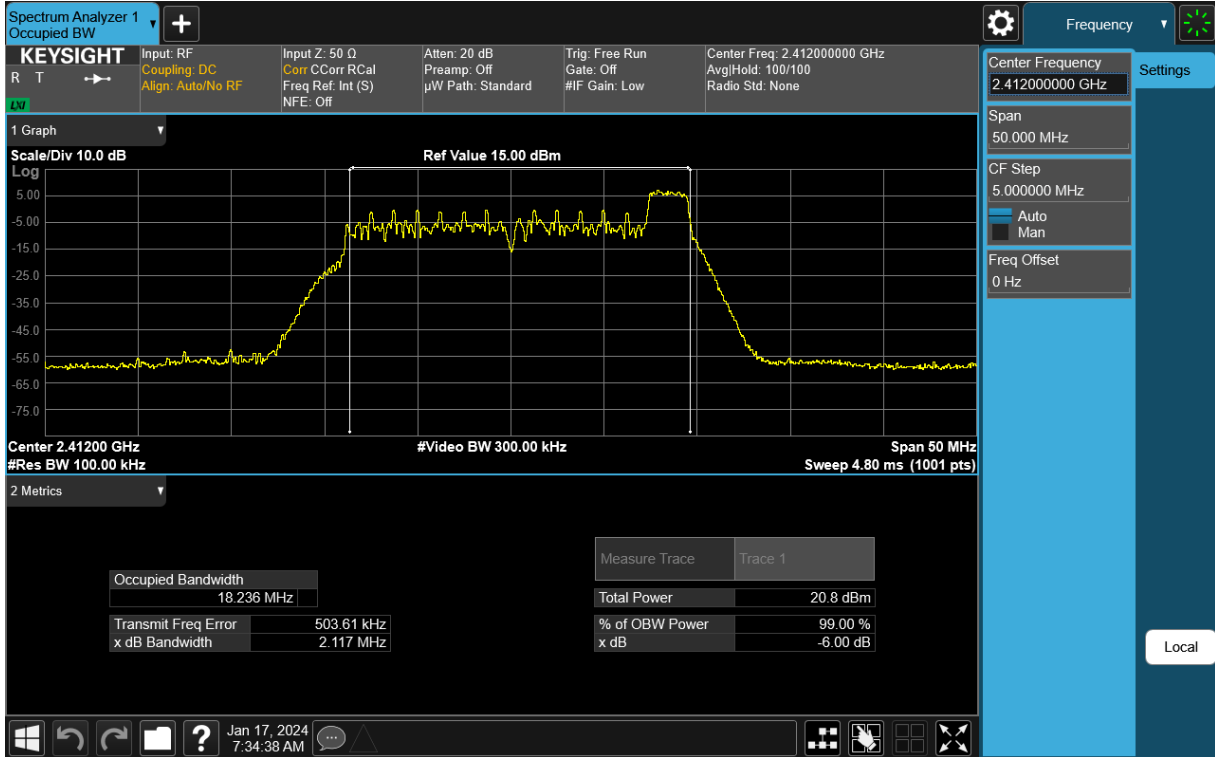 Spectrum Analyzer 1
Occupied BW
Frequency
KEYSIGHT
R T
LXI
Input: RF
Coupling: DC
Align: Auto/No RF
Input Z: 50 Ω
Corr CCorr RCal
Freq Ref: Int (S)
NFE: Off
Atten: 20 dB
Preamp: Off
µW Path: Standard
Trig: Free Run
Gate: Off
#IF Gain: Low
Center Freq: 2.412000000 GHz
Avg|Hold: 100/100
Radio Std: None
Center Frequency
2.412000000 GHz
Settings
Span
50.000 MHz
CF Step
5.000000 MHz
Auto
Man
Freq Offset
0 Hz
1 Graph
Scale/Div 10.0 dB
Ref Value 15.00 dBm
Log
5.00
-5.00
-15.0
-25.0
-35.0
-45.0
-55.0
-65.0
-75.0
Center 2.41200 GHz
#Video BW 300.00 kHz
Span 50 MHz
#Res BW 100.00 kHz
Sweep 4.80 ms (1001 pts)
2 Metrics
Measure Trace
Trace 1
Occupied Bandwidth
18.236 MHz
Total Power
20.8 dBm
Transmit Freq Error
503.61 kHz
% of OBW Power
99.00 %
x dB Bandwidth
2.117 MHz
x dB
-6.00 dB
Local
?
Jan 17, 2024
7:34:38 AM